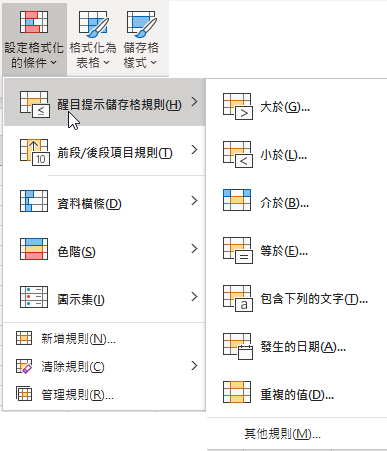 設定格式化 格式化為 儲存格
的條件 表格 樣式
醒目提示儲存格規則(H)
前段/後段項目規則(T)
資料橫條(D)
色階(S)
圖示集(I)
新增規則(N)...
清除規則(C)
管理規則(R)...
大於(G)...
小於(L)...
介於(B)...
等於(E)...
包含下列的文字(T)...
發生的日期(A)...
重複的值(D)...
其他規則(M)...